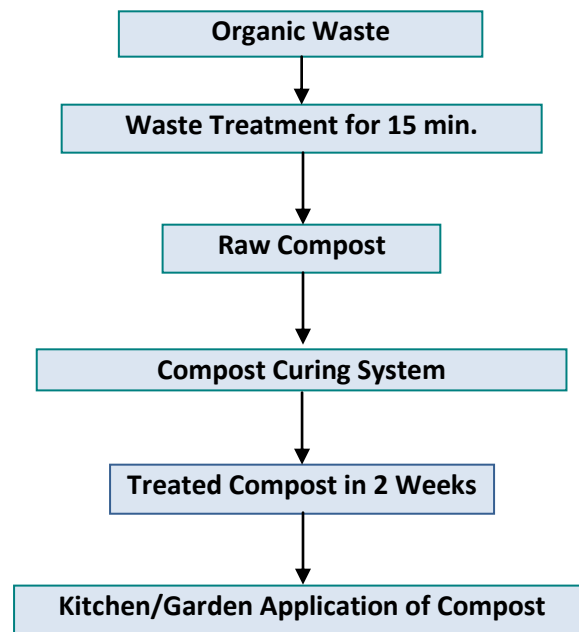 Organic Waste
Waste Treatment for 15 min.
Raw Compost
Compost Curing System
Treated Compost in 2 Weeks
Kitchen/Garden Application of Compost